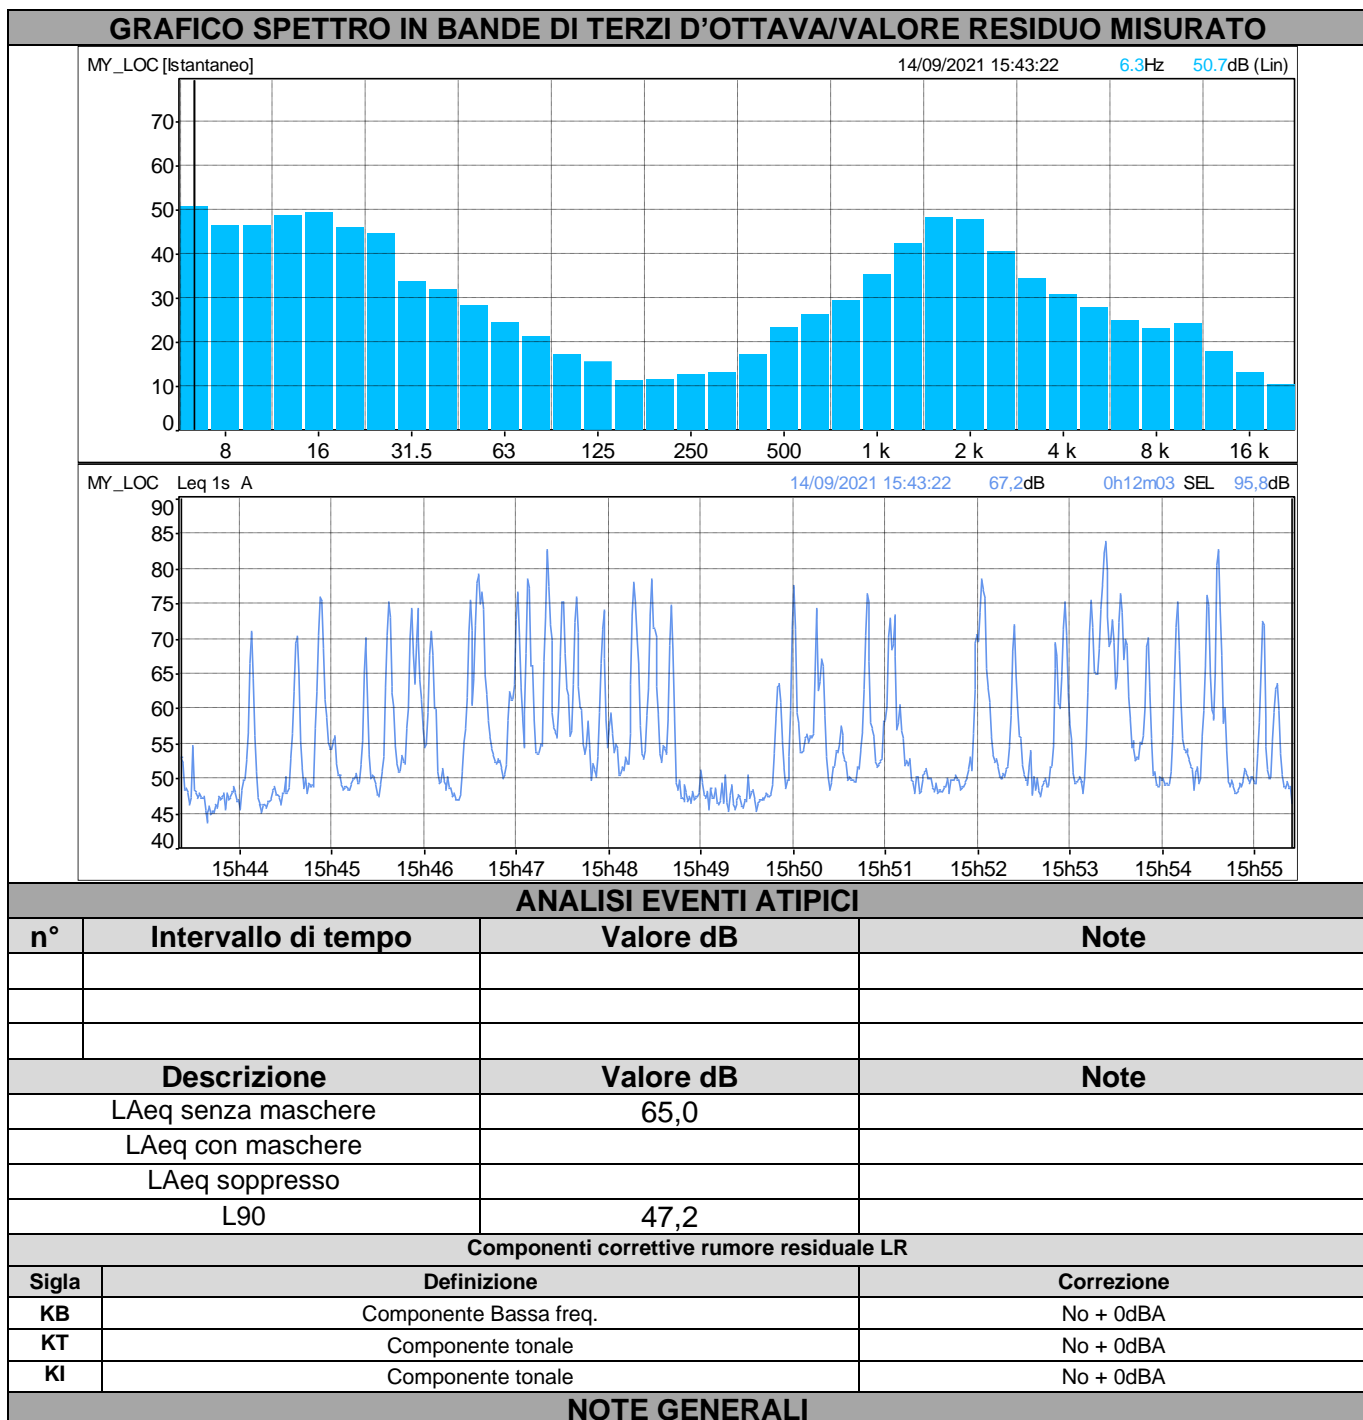 GRAFICO SPETTRO IN BANDE DI TERZI D'OTTAVA/VALORE RESIDUO MISURATO
MY_LOC [Istantaneo] 14/09/2021 15:43:22 6.3Hz 50.7dB (Lin)
70
60
50
40
30
20
10
0
8 16 31.5 63 125 250 500 1 k 2 k 4 k 8 k 16 k
MY_LOC Leq 1s A 14/09/2021 15:43:22 67,2dB 0h12m03 SEL 95,8dB
90
85
80
75
70
65
60
55
50
45
40
15h44 15h45 15h46 15h47 15h48 15h49 15h50 15h51 15h52 15h53 15h54 15h55
ANALISI EVENTI ATIPICI
n° Intervallo di tempo Valore dB Note
Descrizione Valore dB Note
LAeq senza maschere 65,0
LAeq con maschere
LAeq soppresso
L90 47,2
Componenti correttive rumore residuale LR
Sigla Definizione Correzione
KB Componente Bassa freq. No + 0dBA
KT Componente tonale No + 0dBA
KI Componente tonale No + 0dBA
NOTE GENERALI